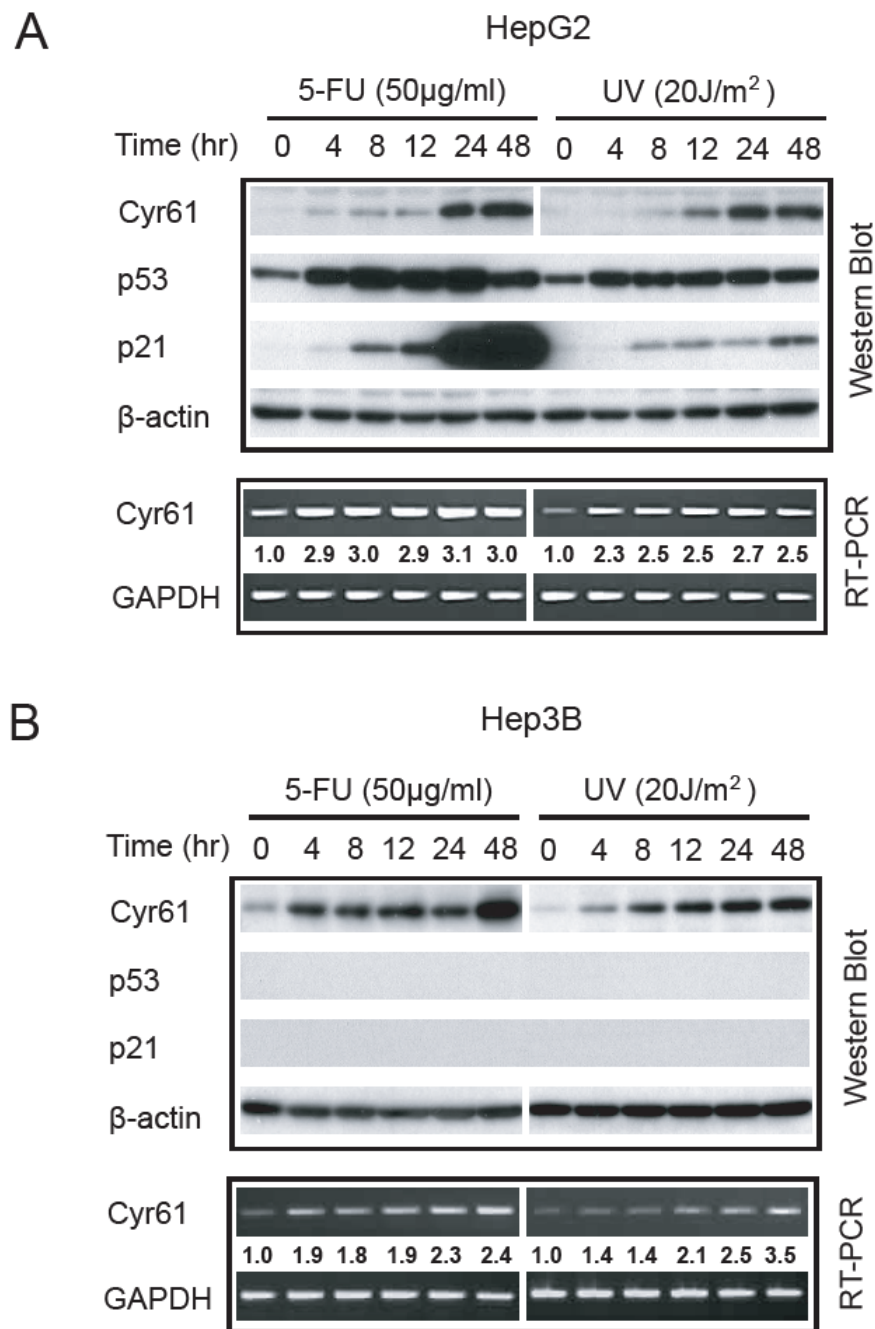 A
HepG2
5-FU (50µg/ml) UV (20J/m²)
Time (hr) 0 4 8 12 24 48 0 4 8 12 24 48
Cyr61
p53
p21
β-actin
Western Blot
Cyr61
1.0 2.9 3.0 2.9 3.1 3.0 1.0 2.3 2.5 2.5 2.7 2.5
GAPDH
RT-PCR
B
Hep3B
5-FU (50µg/ml) UV (20J/m²)
Time (hr) 0 4 8 12 24 48 0 4 8 12 24 48
Cyr61
p53
p21
β-actin
Western Blot
Cyr61
1.0 1.9 1.8 1.9 2.3 2.4 1.0 1.4 1.4 2.1 2.5 3.5
GAPDH
RT-PCR